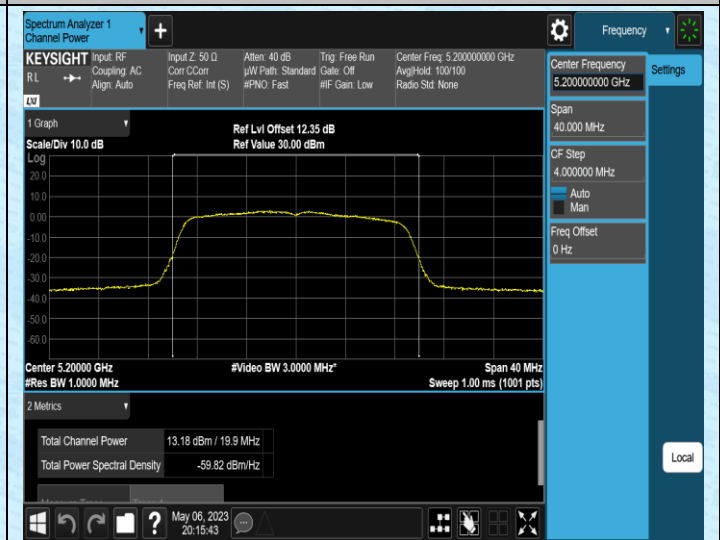 Spectrum Analyzer 1
Channel Power
+
Frequency
KEYSIGHT
RL
LXI
Input: RF
Coupling: AC
Align: Auto
Input Z: 50 Ω
Corr CCorr
Freq Ref: Int (S)
Atten: 40 dB
µW Path: Standard
#PNO: Fast
Trig: Free Run
Gate: Off
#IF Gain: Low
Center Freq: 5.200000000 GHz
Avg|Hold: 100/100
Radio Std: None
Center Frequency
5.200000000 GHz
Settings
Span
40.000 MHz
CF Step
4.000000 MHz
Auto
Man
Freq Offset
0 Hz
Local
1 Graph
Scale/Div 10.0 dB
Ref Lvl Offset 12.35 dB
Ref Value 30.00 dBm
Log
20.0
10.0
0.00
-10.0
-20.0
-30.0
-40.0
-50.0
-60.0
Center 5.20000 GHz
#Video BW 3.0000 MHz*
Span 40 MHz
#Res BW 1.0000 MHz
Sweep 1.00 ms (1001 pts)
2 Metrics
Total Channel Power 13.18 dBm / 19.9 MHz
Total Power Spectral Density -59.82 dBm/Hz
?
May 06, 2023
20:15:43